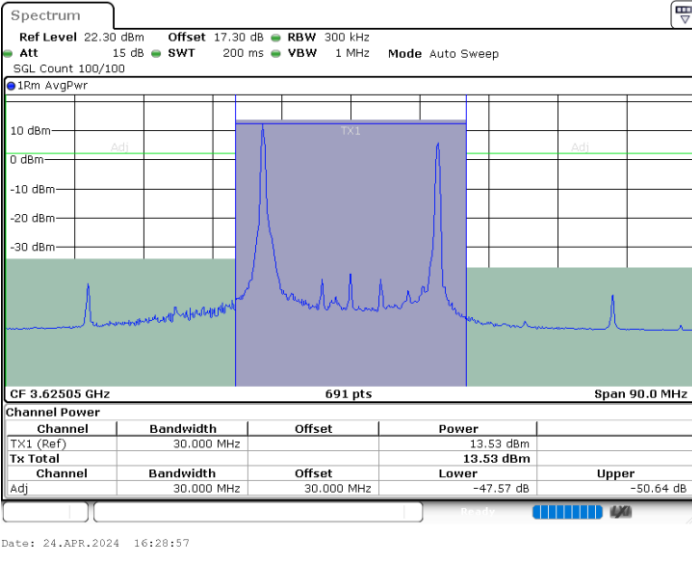 Spectrum
Ref Level 22.30 dBm Offset 17.30 dB RBW 300 kHz
Att 15 dB SWT 200 ms VBW 1 MHz Mode Auto Sweep
SGL Count 100/100
1Rm AvgPwr
10 dBm
TX1
Adj
Adj
0 dBm
-10 dBm
-20 dBm
-30 dBm
CF 3.62505 GHz 691 pts Span 90.0 MHz
Channel Power
Channel Bandwidth Offset Power
TX1 (Ref) 30.000 MHz 13.53 dBm
Tx Total 13.53 dBm
Channel Bandwidth Offset Lower Upper
Adj 30.000 MHz 30.000 MHz -47.57 dB -50.64 dB
Ready
Date: 24.APR.2024 16:28:57